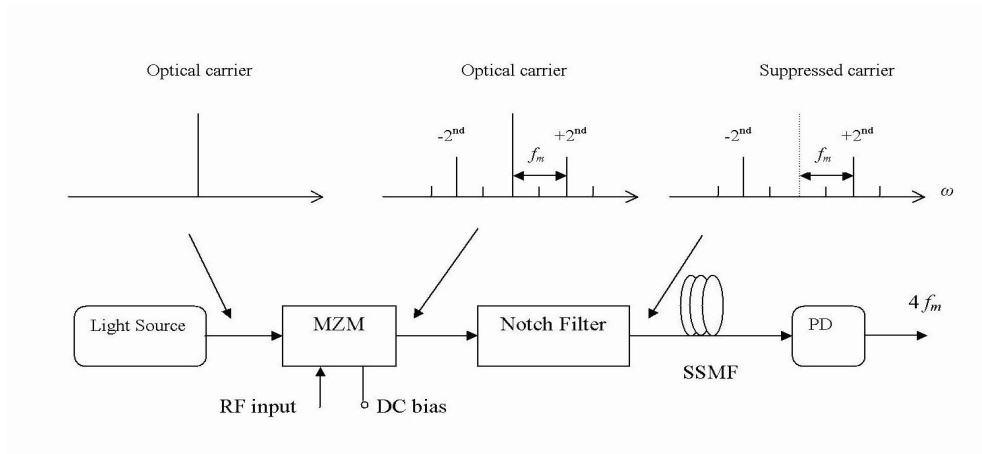 Optical carrier
Optical carrier
Suppressed carrier
-2nd
+2nd
fm
-2nd
+2nd
fm
ω
Light Source
MZM
Notch Filter
SSMF
PD
4 fm
RF input
DC bias